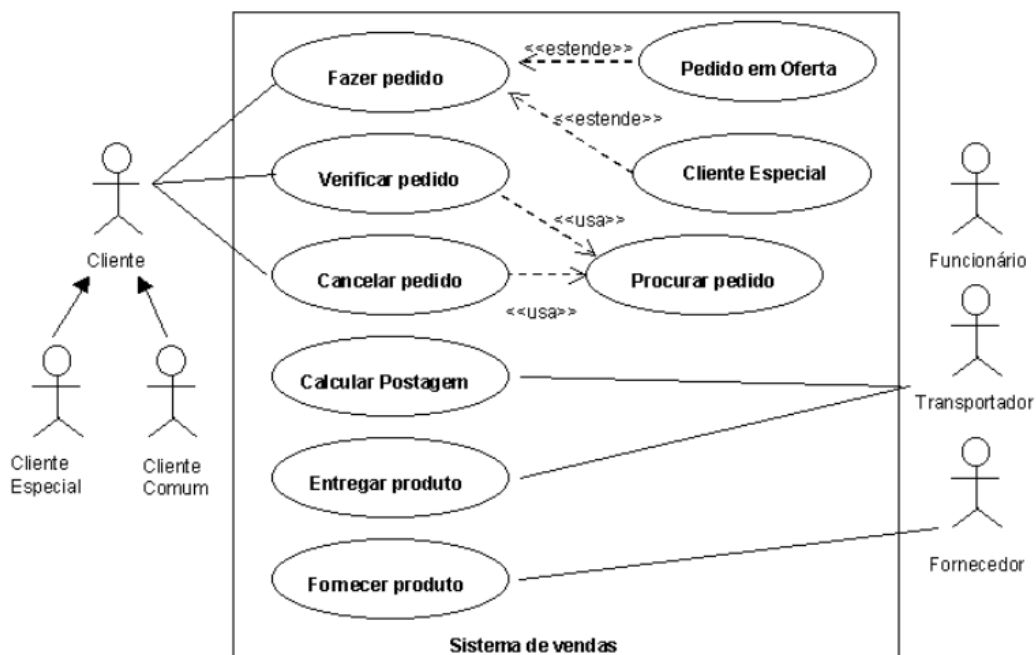 <<estende>>
Fazer pedido
Pedido em Oferta
<<estende>>
Verificar pedido
Cliente Especial
<<usa>>
Cliente
Funcionário
Cancelar pedido
Procurar pedido
<<usa>>
Calcular Postagem
Transportador
Cliente
Especial
Cliente
Comum
Entregar produto
Fornecer produto
Fornecedor
Sistema de vendas